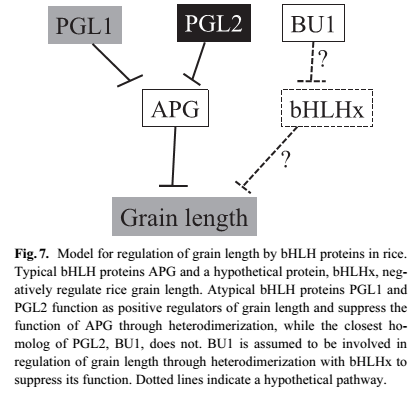 PGL1 PGL2 BU1
?
APG bHLHx
?
Grain length
Fig. 7. Model for regulation of grain length by bHLH proteins in rice.
Typical bHLH proteins APG and a hypothetical protein, bHLHx, neg-
atively regulate rice grain length. Atypical bHLH proteins PGL1 and
PGL2 function as positive regulators of grain length and suppress the
function of APG through heterodimerization, while the closest ho-
molog of PGL2, BU1, does not. BU1 is assumed to be involved in
regulation of grain length through heterodimerization with bHLHx to
suppress its function. Dotted lines indicate a hypothetical pathway.